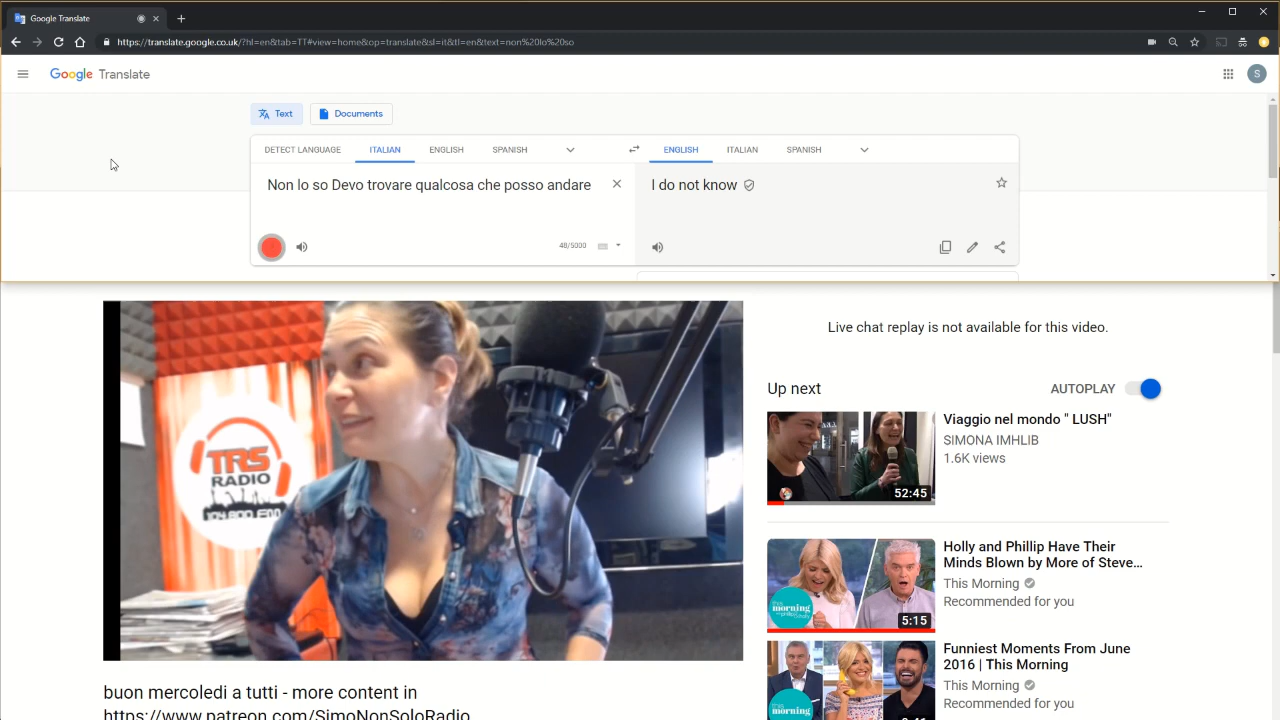 Google Translate
https://translate.google.co.uk/?hl=en&tab=TT#view=home&op=translate&sl=it&tl=en&text=non%20lo%20so
Google Translate
S
Text
Documents
DETECT LANGUAGE ITALIAN ENGLISH SPANISH
ENGLISH ITALIAN SPANISH
Non lo so Devo trovare qualcosa che posso andare
I do not know
48/5000
TRS
RADIO
Live chat replay is not available for this video.
Up next
AUTOPLAY
Viaggio nel mondo " LUSH"
SIMONA IMHLIB
1.6K views
52:45
Holly and Phillip Have Their
Minds Blown by More of Steve...
This Morning
Recommended for you
this
morning
5:15
Funniest Moments From June
2016 | This Morning
This Morning
Recommended for you
this
morning
buon mercoledi a tutti - more content in
https://www.patreon.com/SimoNonSoloRadio